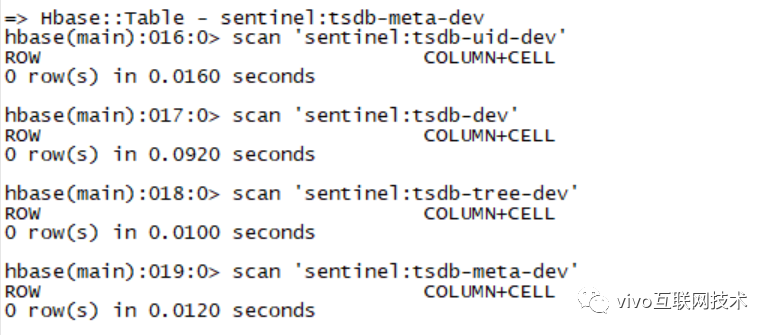 => Hbase::Table - sentinel:tsdb-meta-dev
hbase(main):016:0> scan 'sentinel:tsdb-uid-dev'
ROW COLUMN+CELL
0 row(s) in 0.0160 seconds
hbase(main):017:0> scan 'sentinel:tsdb-dev'
ROW COLUMN+CELL
0 row(s) in 0.0920 seconds
hbase(main):018:0> scan 'sentinel:tsdb-tree-dev'
ROW COLUMN+CELL
0 row(s) in 0.0100 seconds
hbase(main):019:0> scan 'sentinel:tsdb-meta-dev'
ROW COLUMN+CELL
0 row(s) in 0.0120 seconds
vivo互联网技术